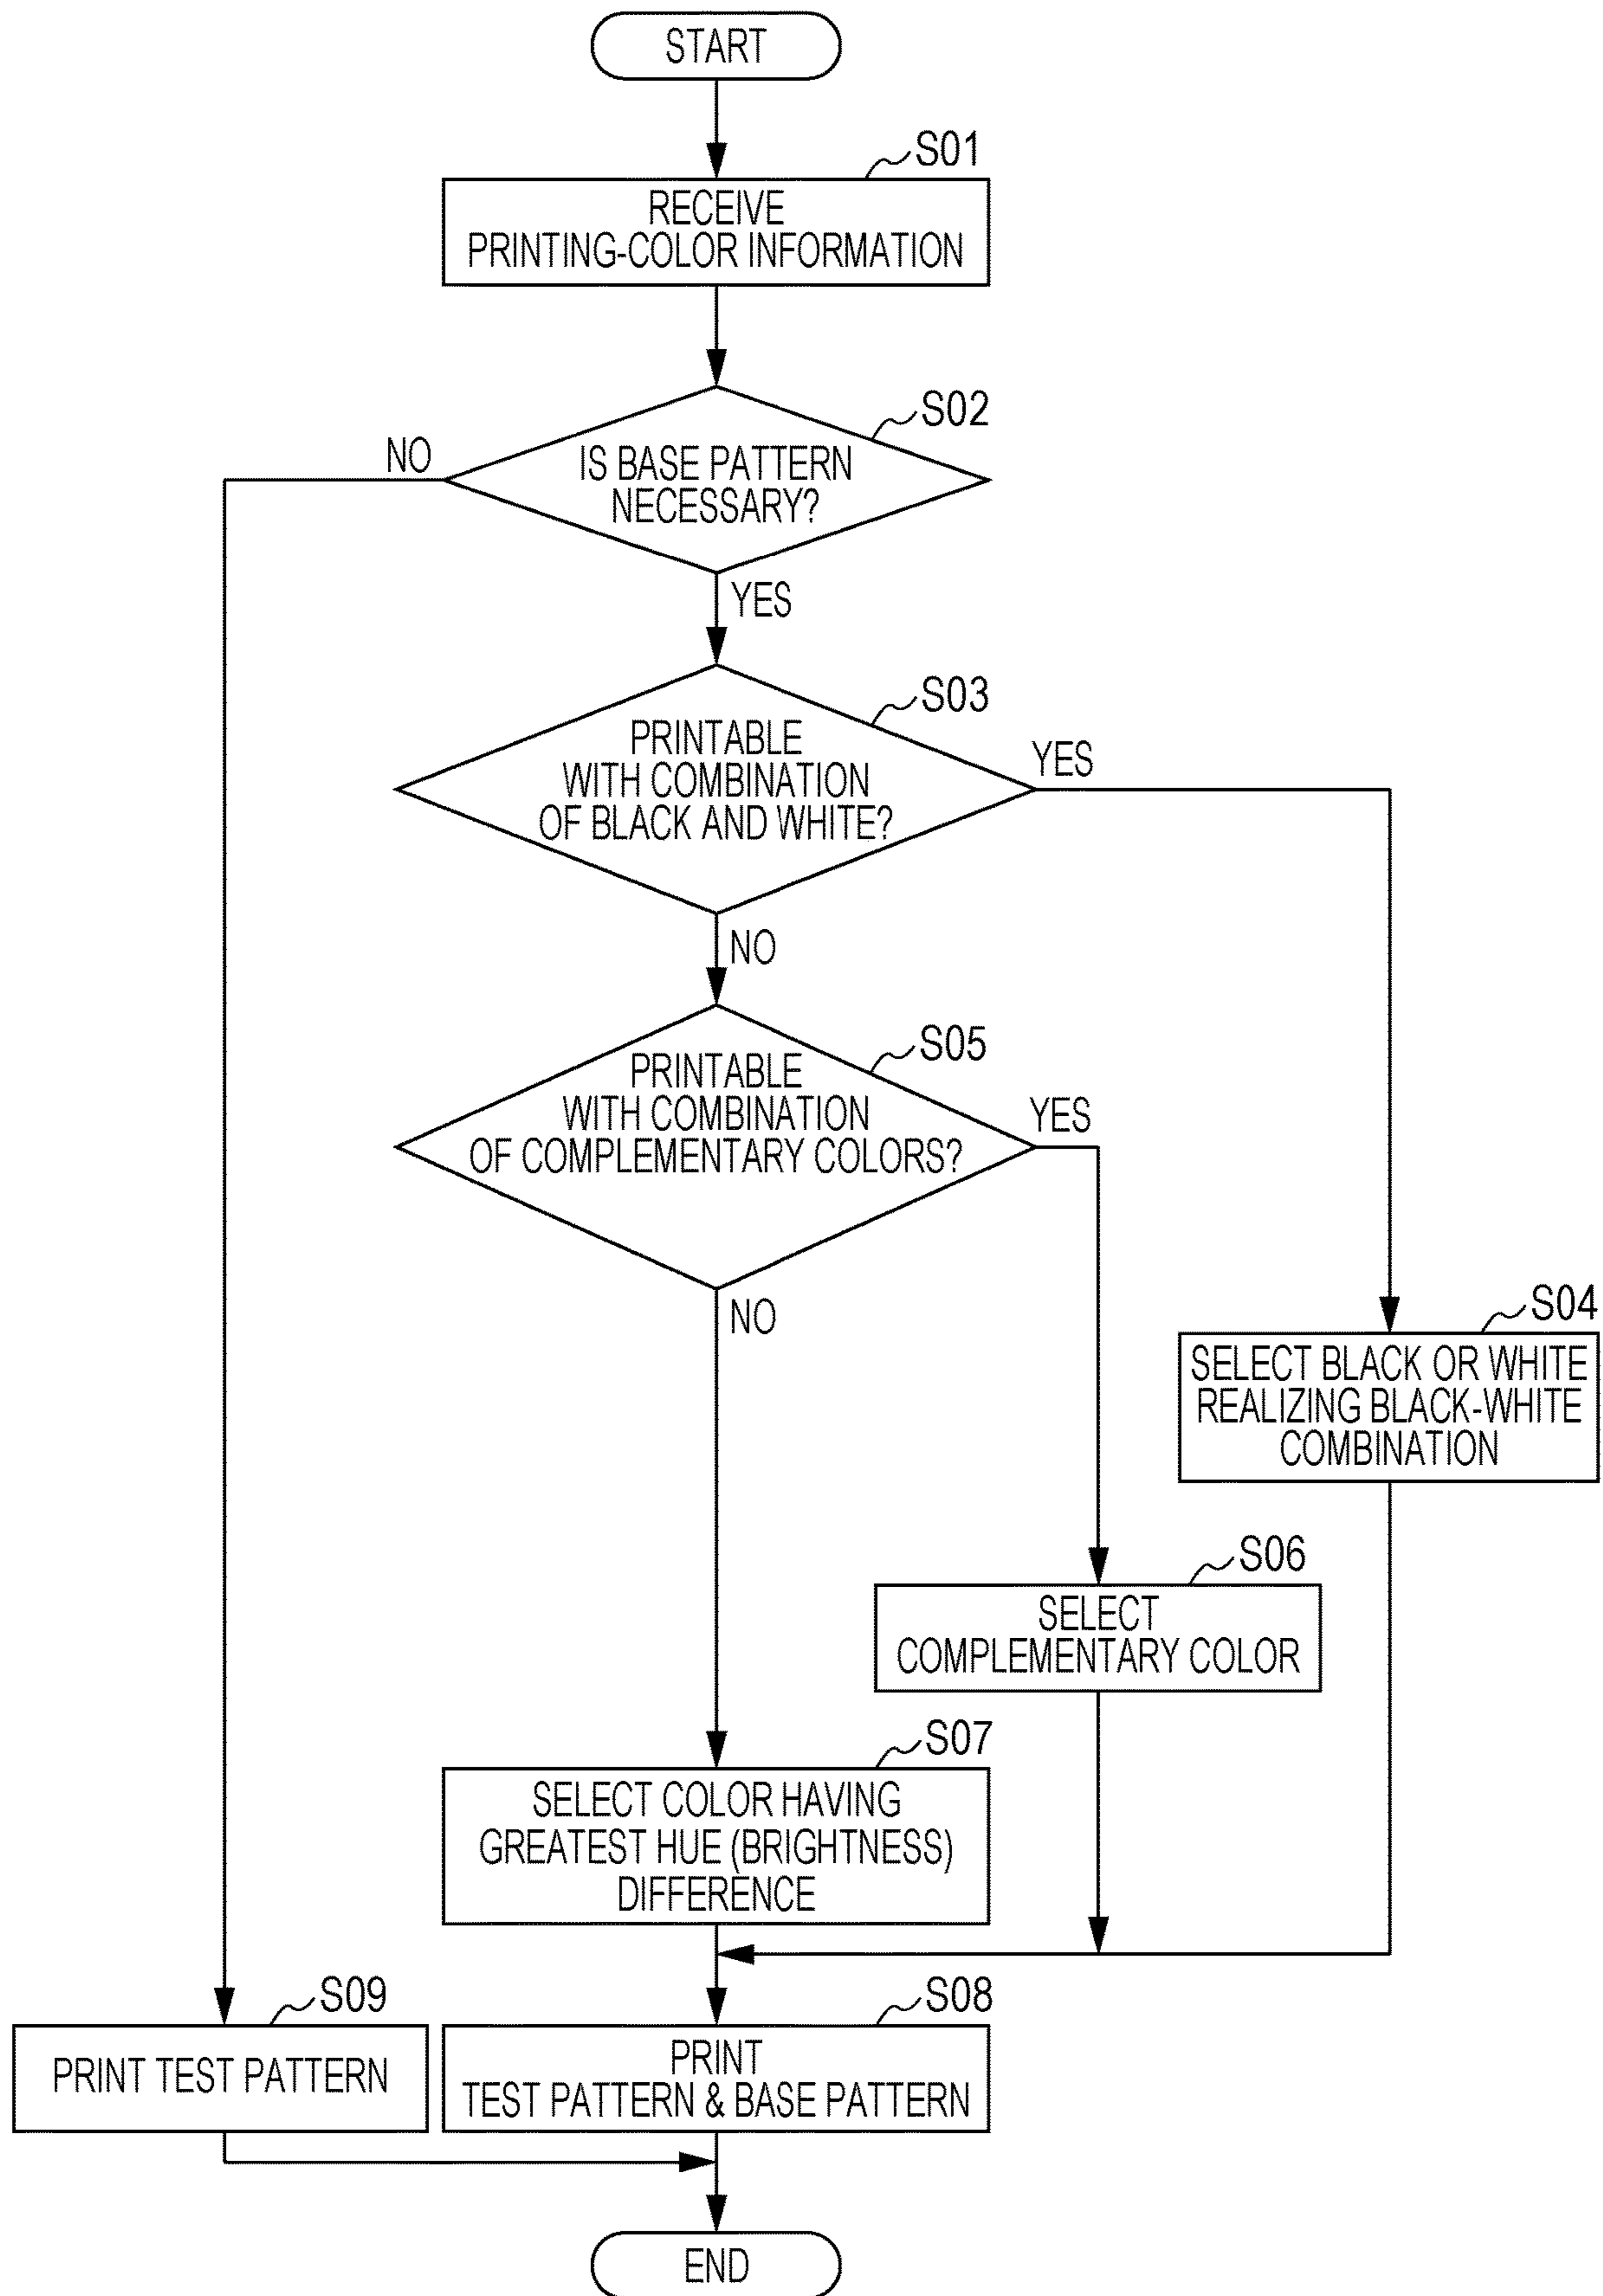 START
S01
RECEIVE
PRINTING-COLOR INFORMATION
S02
NO
IS BASE PATTERN
NECESSARY?
YES
S03
PRINTABLE
WITH COMBINATION
OF BLACK AND WHITE?
YES
NO
S05
PRINTABLE
WITH COMBINATION
OF COMPLEMENTARY COLORS?
YES
NO
S04
SELECT BLACK OR WHITE
REALIZING BLACK-WHITE
COMBINATION
S06
SELECT
COMPLEMENTARY COLOR
S07
SELECT COLOR HAVING
GREATEST HUE (BRIGHTNESS)
DIFFERENCE
S09
PRINT TEST PATTERN
S08
PRINT
TEST PATTERN & BASE PATTERN
END